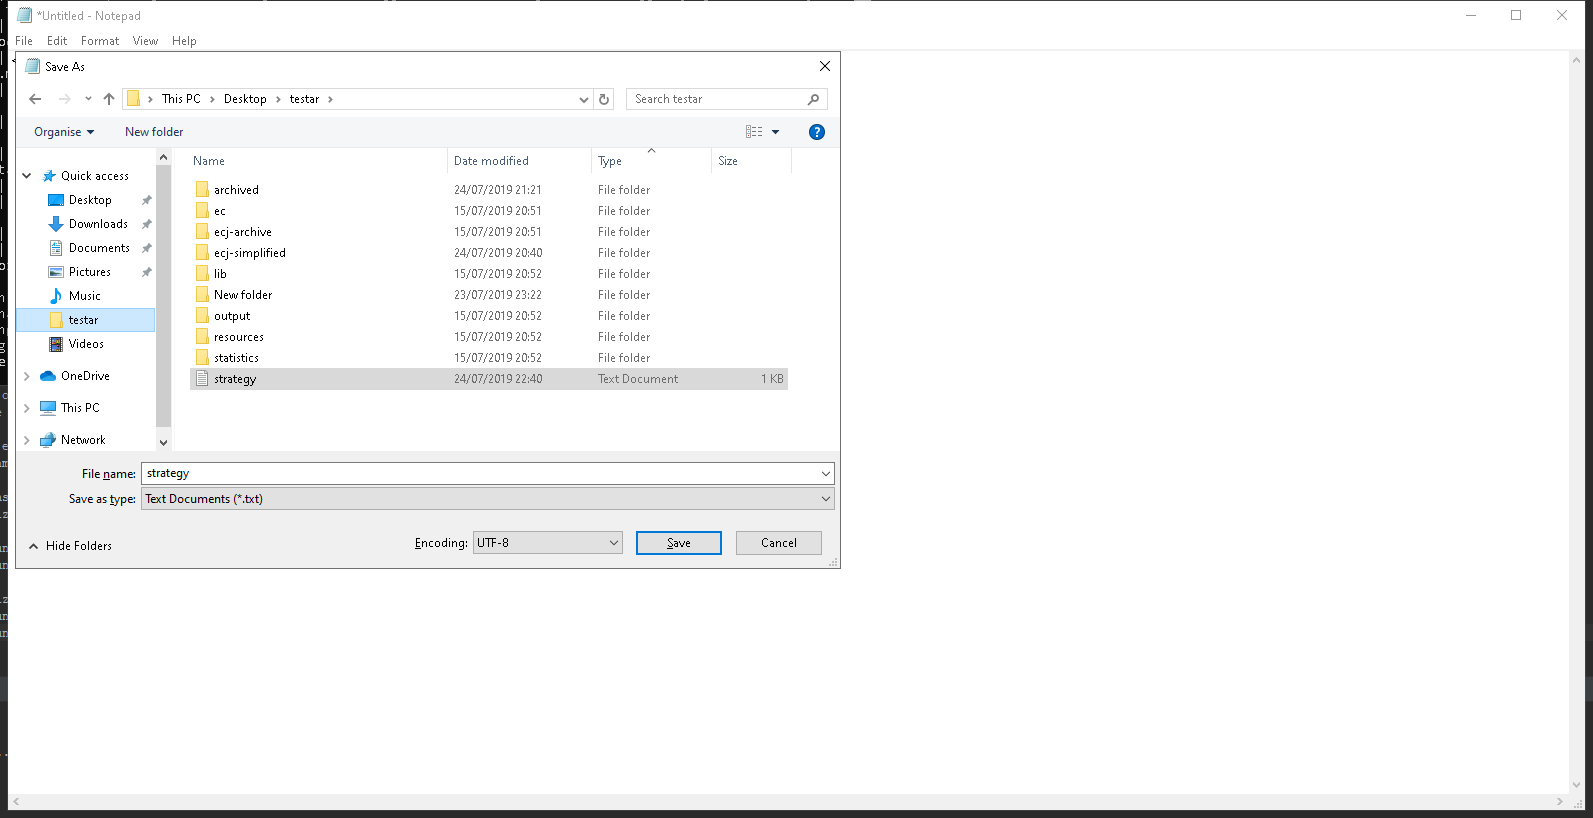 *Untitled - Notepad
File Edit Format View Help
Save As
This PC Desktop testar
Search testar
Organise New folder
Name Date modified Type Size
Quick access
Desktop
Downloads
Documents
Pictures
Music
testar
Videos
OneDrive
This PC
Network
archived 24/07/2019 21:21 File folder
ec 15/07/2019 20:51 File folder
ecj-archive 15/07/2019 20:51 File folder
ecj-simplified 24/07/2019 20:40 File folder
lib 15/07/2019 20:52 File folder
New folder 23/07/2019 23:22 File folder
output 15/07/2019 20:52 File folder
resources 15/07/2019 20:52 File folder
statistics 15/07/2019 20:52 File folder
strategy 24/07/2019 22:40 Text Document 1 KB
File name: strategy
Save as type: Text Documents (*.txt)
Hide Folders
Encoding: UTF-8 Save Cancel